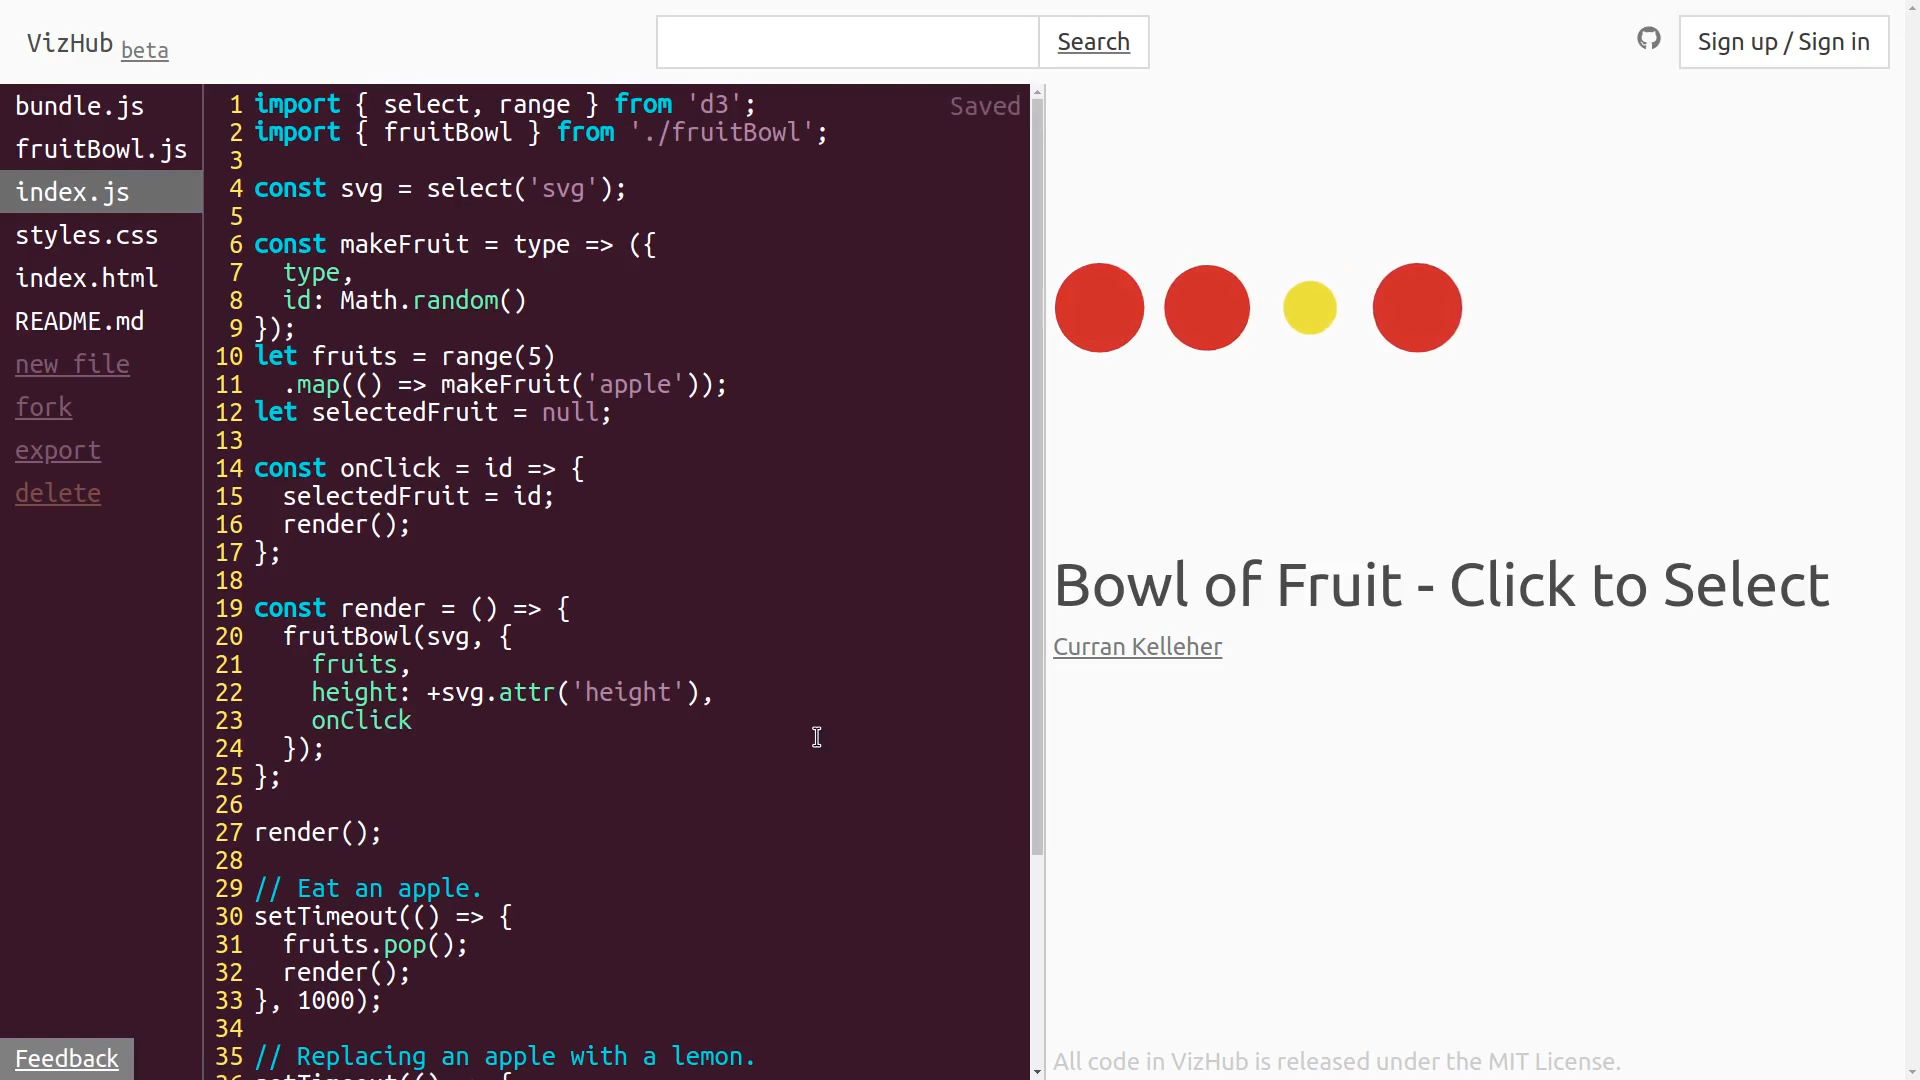 VizHub beta
Search
Sign up / Sign in
bundle.js
fruitBowl.js
index.js
styles.css
index.html
README.md
new file
fork
export
delete
Feedback
Saved
1 import { select, range } from 'd3';
2 import { fruitBowl } from './fruitBowl';
3
4 const svg = select('svg');
5
6 const makeFruit = type => ({
7   type,
8   id: Math.random()
9 });
10 let fruits = range(5)
11   .map(() => makeFruit('apple'));
12 let selectedFruit = null;
13
14 const onClick = id => {
15   selectedFruit = id;
16   render();
17 };
18
19 const render = () => {
20   fruitBowl(svg, {
21     fruits,
22     height: +svg.attr('height'),
23     onClick
24   });
25 };
26
27 render();
28
29 // Eat an apple.
30 setTimeout(() => {
31   fruits.pop();
32   render();
33 }, 1000);
34
35 // Replacing an apple with a lemon.
Bowl of Fruit - Click to Select
Curran Kelleher
All code in VizHub is released under the MIT License.